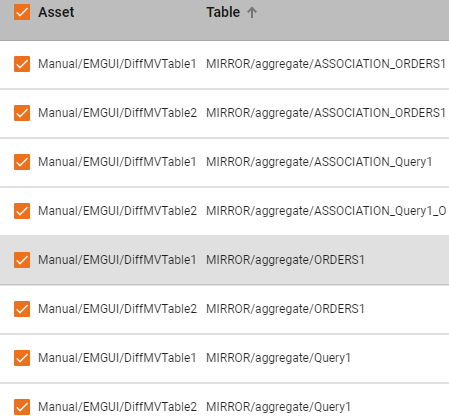 Asset Table
Manual/EMGUI/DiffMVTable1 MIRROR/aggregate/ASSOCIATION_ORDERS1
Manual/EMGUI/DiffMVTable2 MIRROR/aggregate/ASSOCIATION_ORDERS1
Manual/EMGUI/DiffMVTable1 MIRROR/aggregate/ASSOCIATION_Query1
Manual/EMGUI/DiffMVTable2 MIRROR/aggregate/ASSOCIATION_Query1_O
Manual/EMGUI/DiffMVTable1 MIRROR/aggregate/ORDERS1
Manual/EMGUI/DiffMVTable2 MIRROR/aggregate/ORDERS1
Manual/EMGUI/DiffMVTable1 MIRROR/aggregate/Query1
Manual/EMGUI/DiffMVTable2 MIRROR/aggregate/Query1